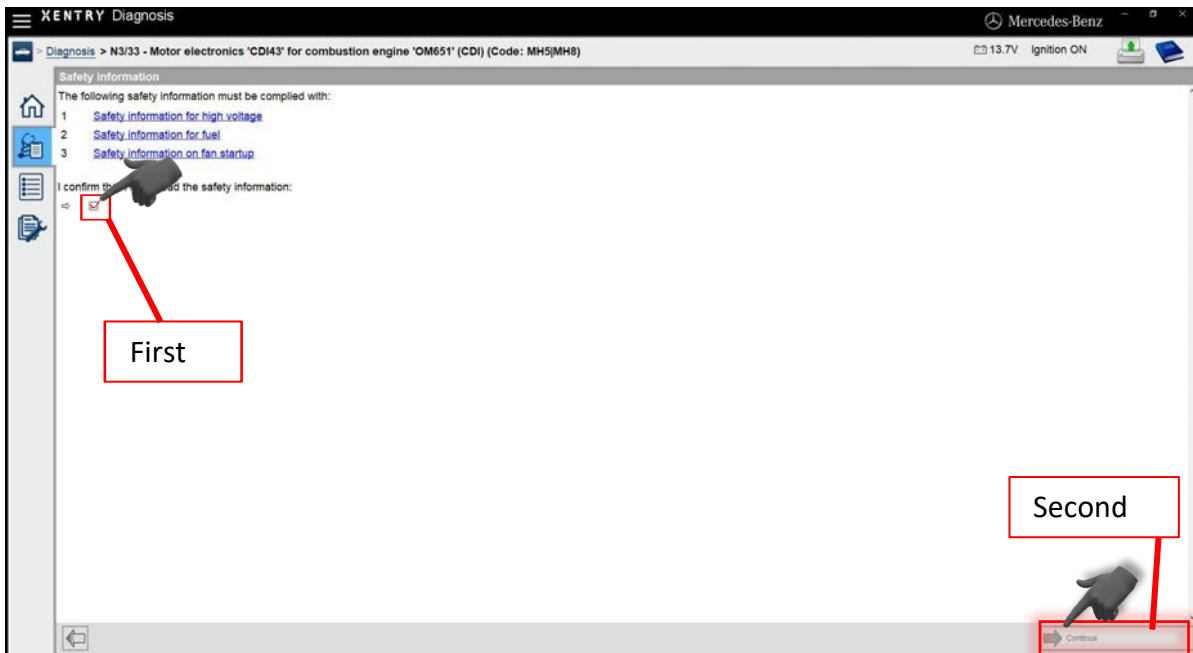 XENTRY Diagnosis
Mercedes-Benz
> Diagnosis > N3/33 - Motor electronics 'CDI43' for combustion engine 'OM651' (CDI) (Code: MH5|MH8)
13.7V Ignition ON
Safety information
The following safety information must be complied with:
1 Safety information for high voltage
2 Safety information for fuel
3 Safety information on fan startup
I confirm th ad the safety information:
First
Second
Continue